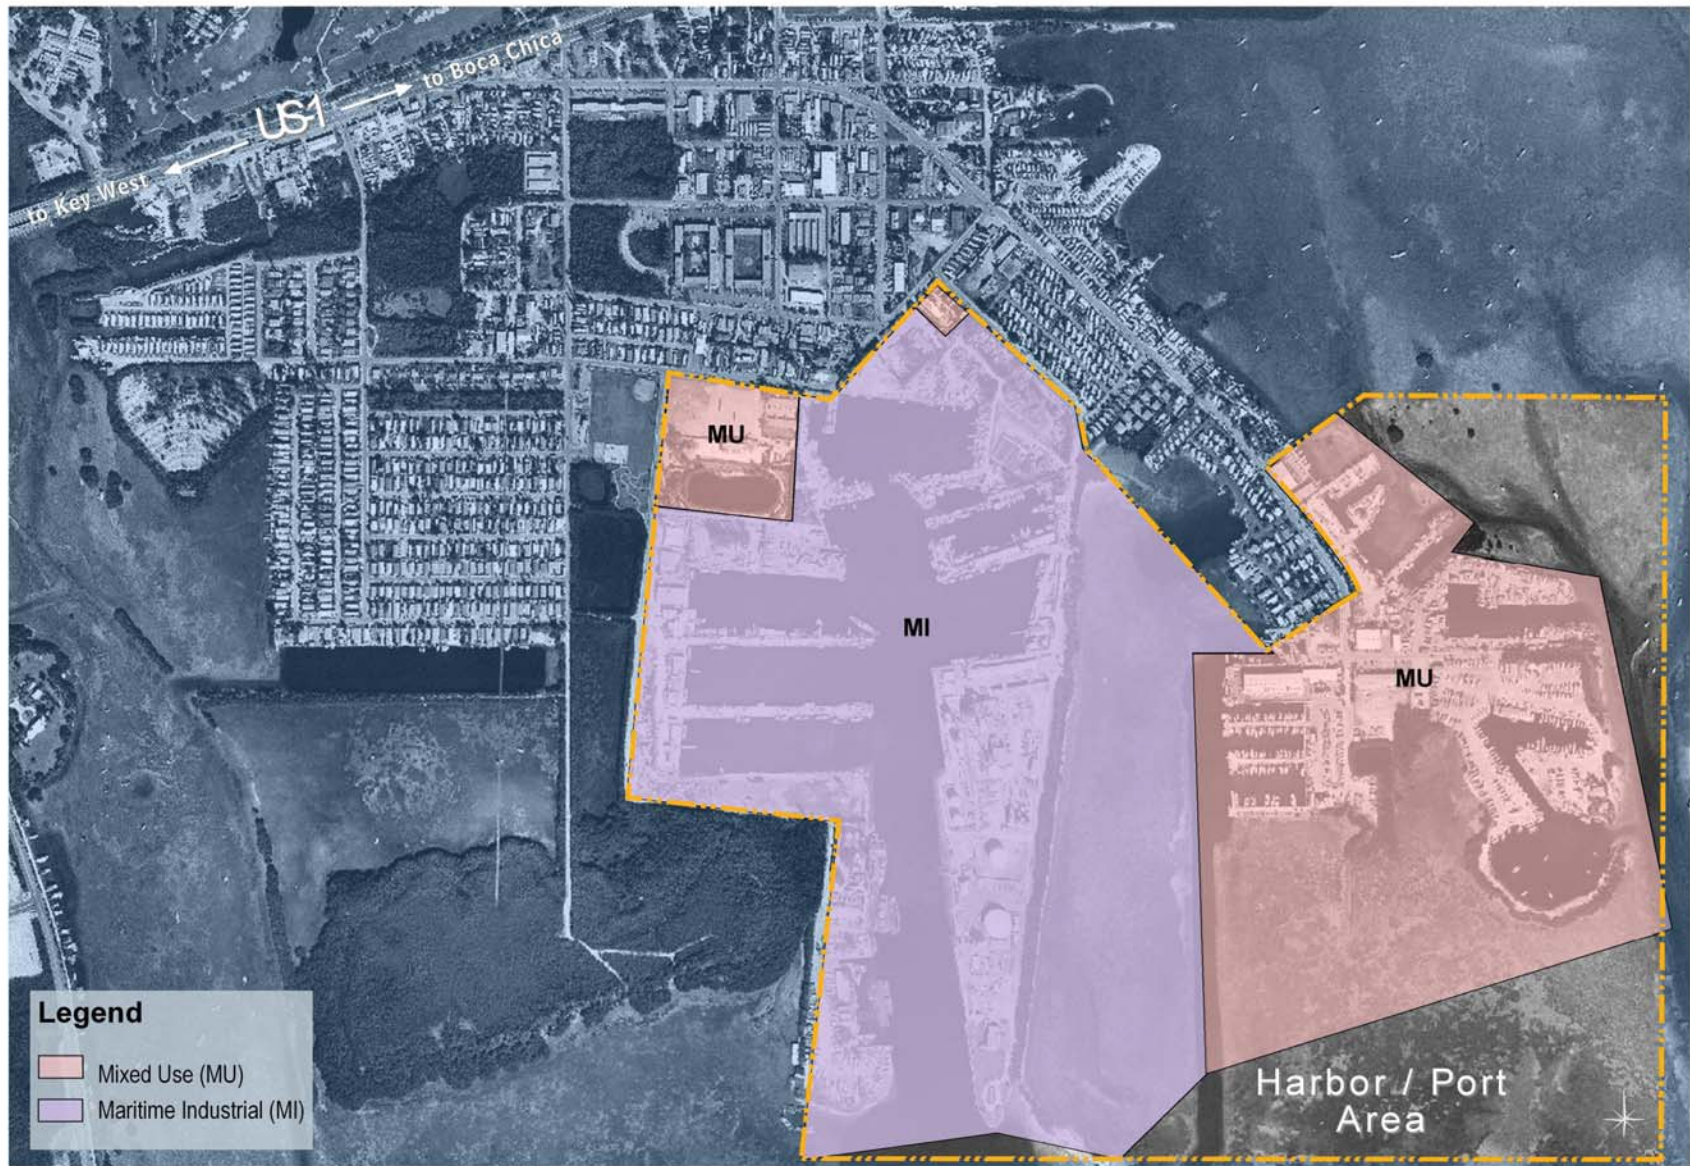 to Boca Chica
US-1
to Key West
MU
MI
MU
Legend
Mixed Use (MU)
Maritime Industrial (MI)
Harbor / Port
Area